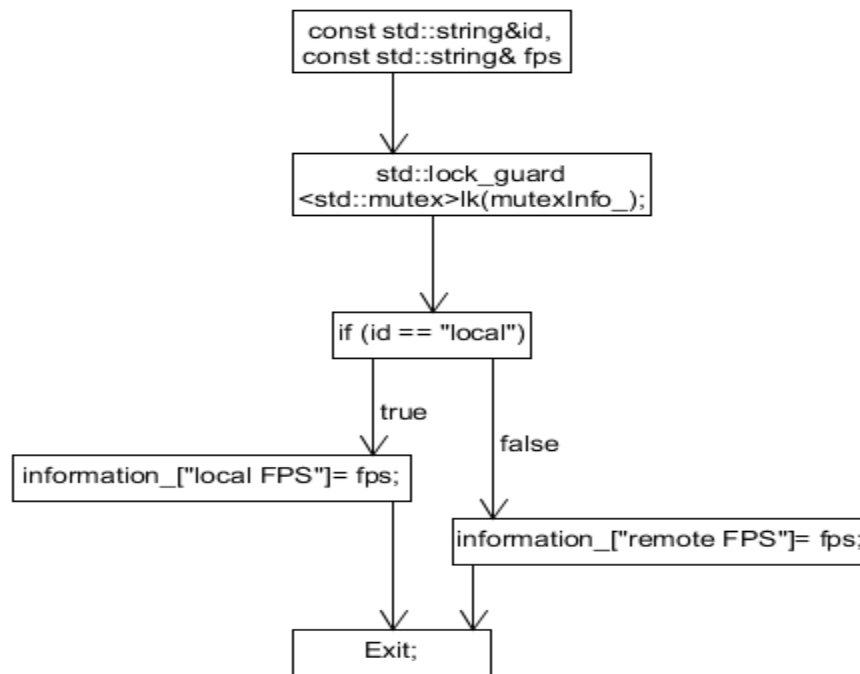 const std::string&id,
const std::string& fps
std::lock_guard
<std::mutex>lk(mutexInfo_);
if (id == "local")
true
false
information_["local FPS"]= fps;
information_["remote FPS"]= fps;
Exit;